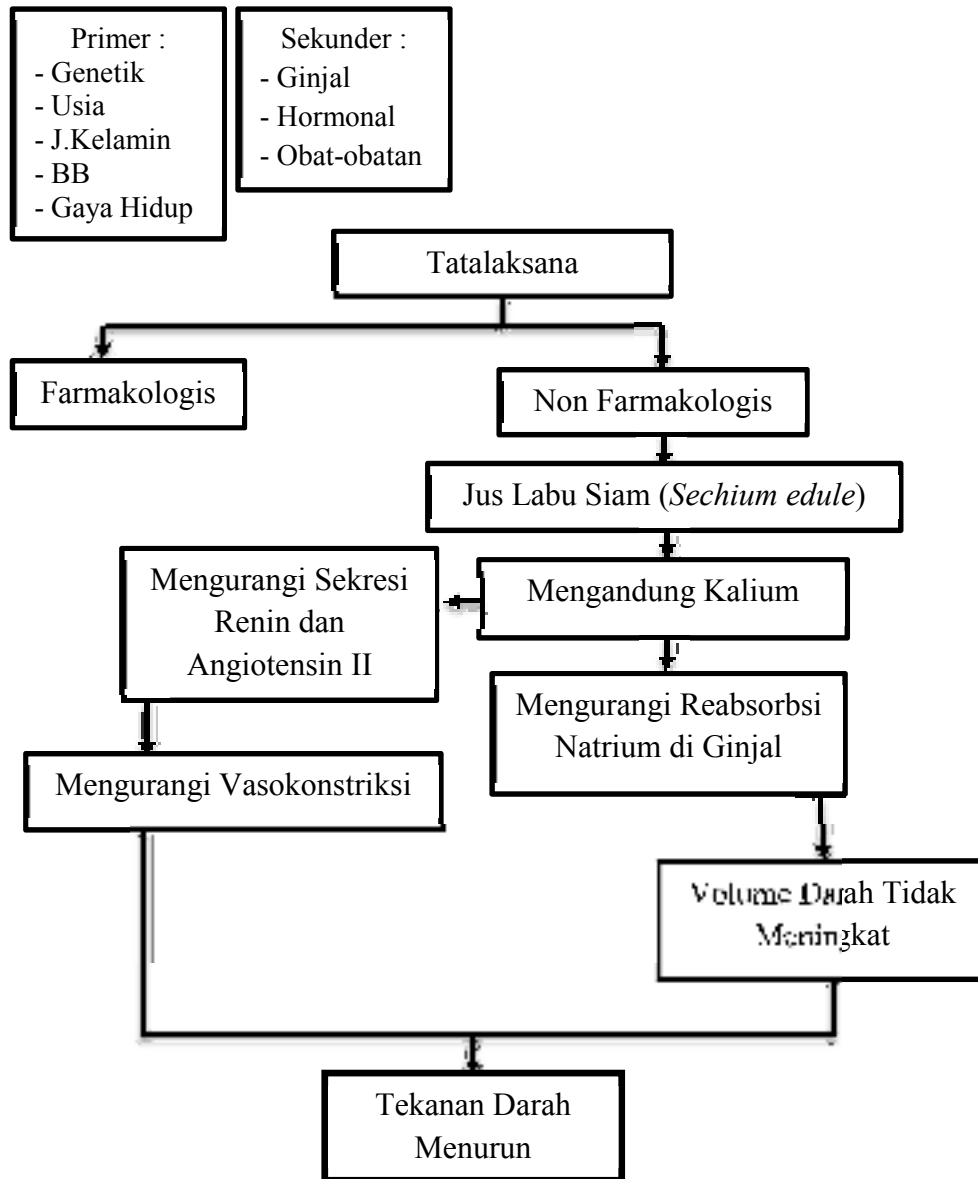 Primer :
- Genetik
- Usia
- J.Kelamin
- BB
- Gaya Hidup
Sekunder :
- Ginjal
- Hormonal
- Obat-obatan
Tatalaksana
Farmakologis
Non Farmakologis
Jus Labu Siam (Sechium edule)
Mengandung Kalium
Mengurangi Sekresi
Renin dan
Angiotensin II
Mengurangi Reabsorbsi
Natrium di Ginjal
Mengurangi Vasokonstriksi
Volume Darah Tidak
Meningkat
Tekanan Darah
Menurun